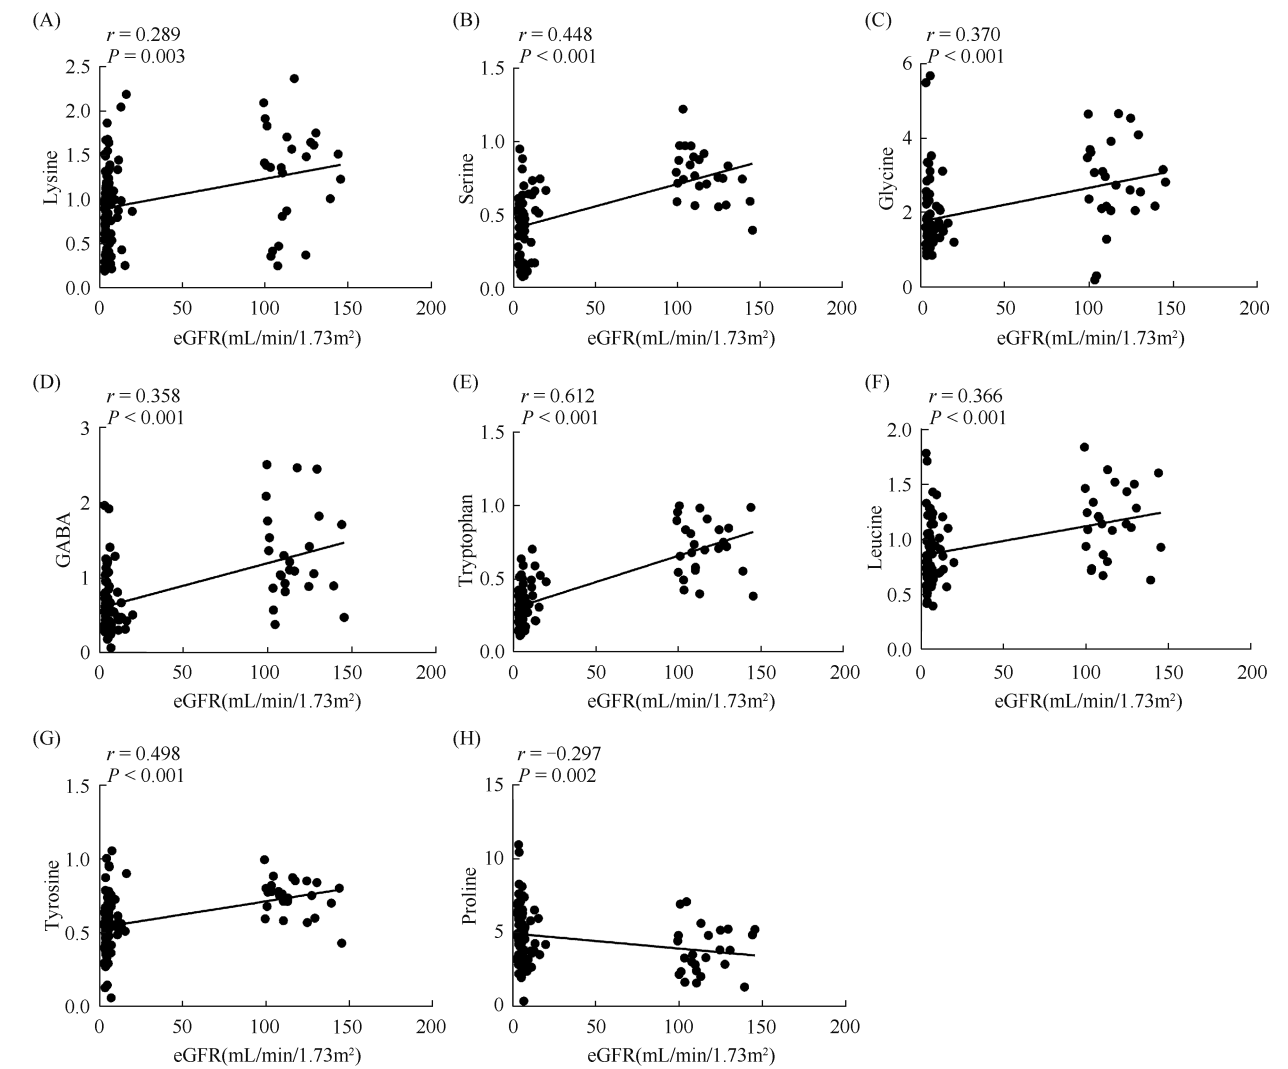 (A)
r = 0.289
P = 0.003
2.5
2.0
1.5
1.0
0.5
0.0
Lysine
0 50 100 150 200
eGFR(mL/min/1.73m²)
(B)
r = 0.448
P < 0.001
1.5
1.0
0.5
0.0
Serine
0 50 100 150 200
eGFR(mL/min/1.73m²)
(C)
r = 0.370
P < 0.001
6
4
2
0
Glycine
0 50 100 150 200
eGFR(mL/min/1.73m²)
(D)
r = 0.358
P < 0.001
3
2
1
0
GABA
0 50 100 150 200
eGFR(mL/min/1.73m²)
(E)
r = 0.612
P < 0.001
1.5
1.0
0.5
0.0
Tryptophan
0 50 100 150 200
eGFR(mL/min/1.73m²)
(F)
r = 0.366
P < 0.001
2.0
1.5
1.0
0.5
0.0
Leucine
0 50 100 150 200
eGFR(mL/min/1.73m²)
(G)
r = 0.498
P < 0.001
1.5
1.0
0.5
0.0
Tyrosine
0 50 100 150 200
eGFR(mL/min/1.73m²)
(H)
r = −0.297
P = 0.002
15
10
5
0
Proline
0 50 100 150 200
eGFR(mL/min/1.73m²)